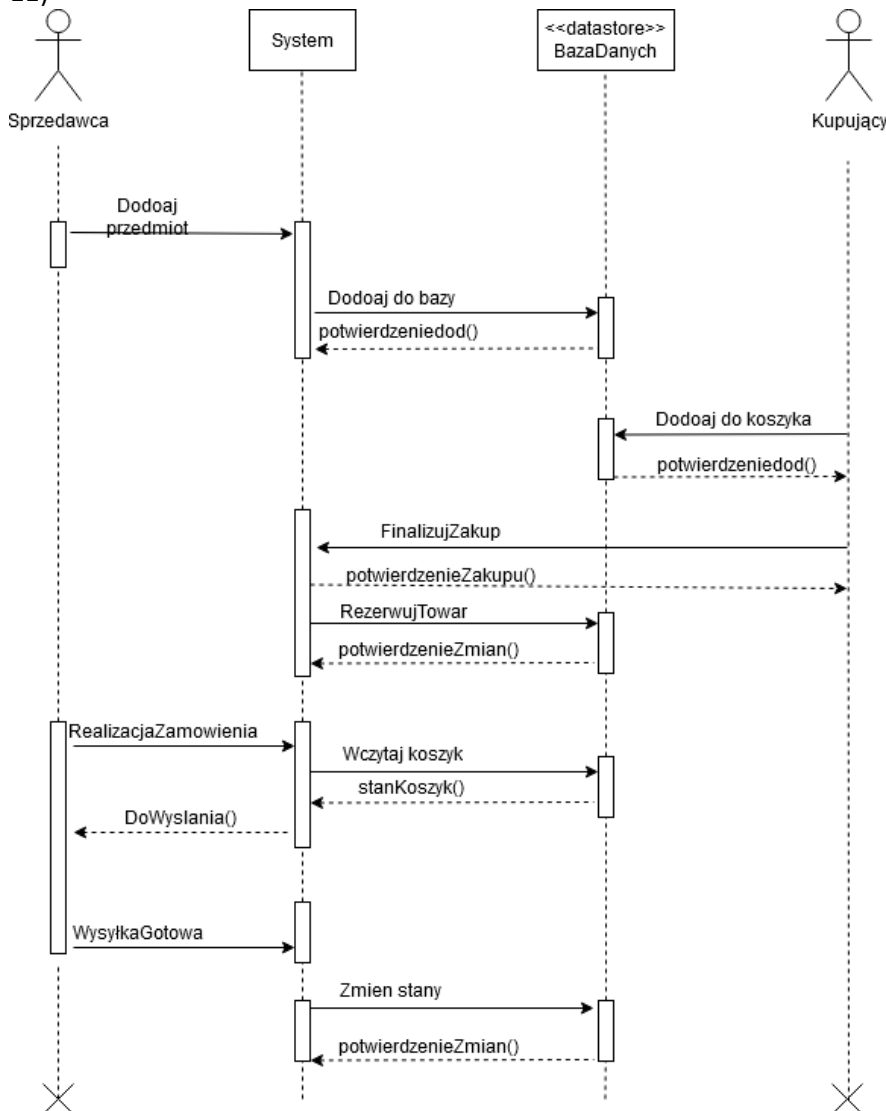 System
<<datastore>>
BazaDanych
Sprzedawca
Kupujący
Dodoaj
przedmiot
Dodoaj do bazy
potwierdzeniedod()
Dodoaj do koszyka
potwierdzeniedod()
FinalizujZakup
potwierdzenieZakupu()
RezerwujTowar
potwierdzenieZmian()
RealizacjaZamowienia
Wczytaj koszyk
stanKoszyk()
DoWyslania()
WysyłkaGotowa
Zmien stany
potwierdzenieZmian()